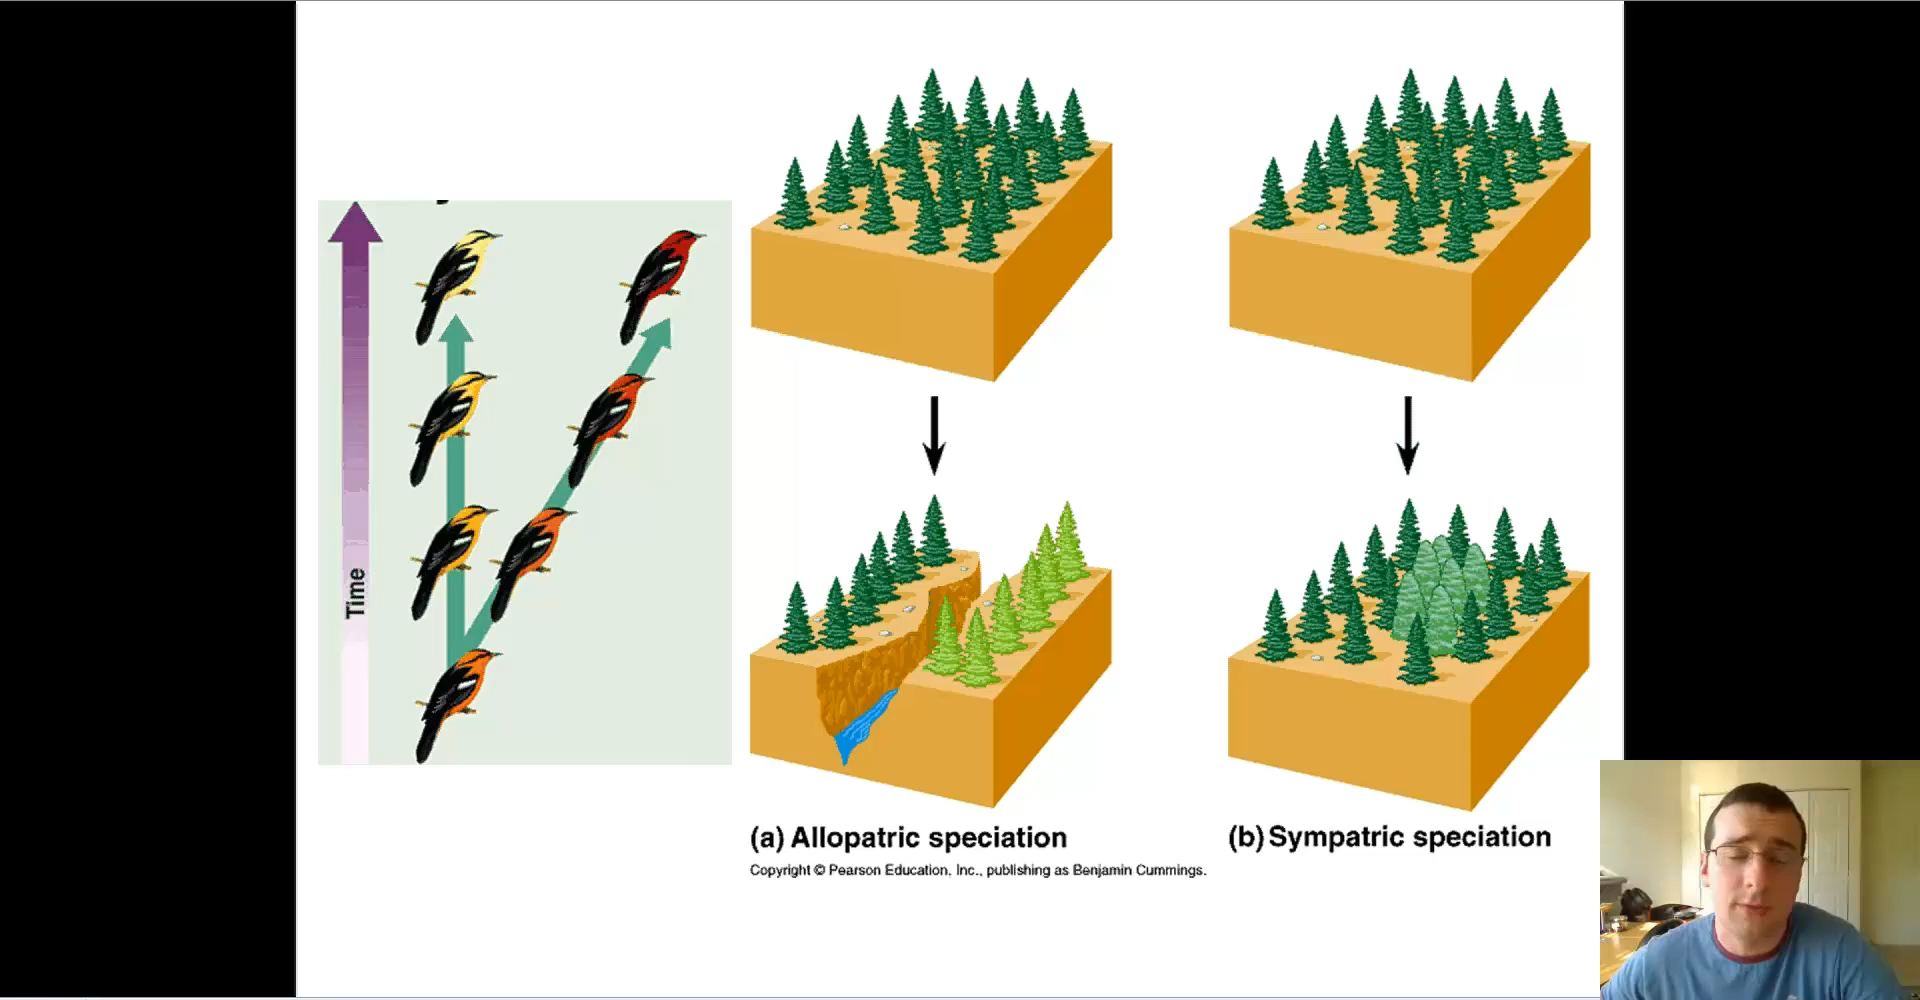 Time
(a) Allopatric speciation
Copyright © Pearson Education, Inc., publishing as Benjamin Cummings.
(b) Sympatric speciation